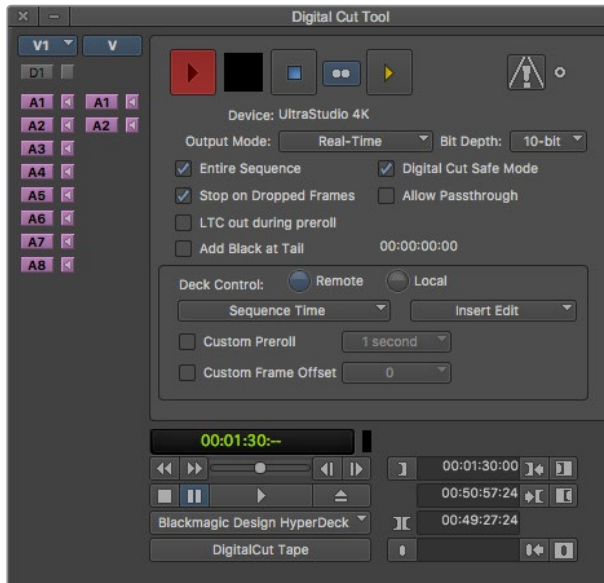 Digital Cut Tool
V1 V
D1
A1 A1
A2 A2
A3
A4
A5
A6
A7
A8
Device: UltraStudio 4K
Output Mode: Real-Time Bit Depth: 10-bit
Entire Sequence Digital Cut Safe Mode
Stop on Dropped Frames Allow Passthrough
LTC out during preroll
Add Black at Tail 00:00:00:00
Deck Control: Remote Local
Sequence Time Insert Edit
Custom Preroll 1 second
Custom Frame Offset 0
00:01:30:--
00:01:30:00
00:50:57:24
Blackmagic Design HyperDeck 00:49:27:24
DigitalCut Tape